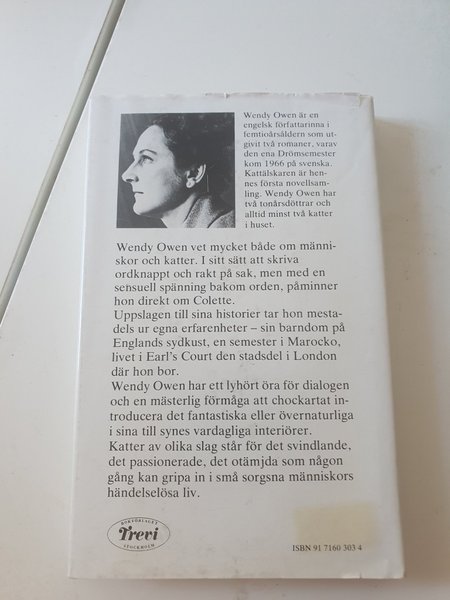 Wendy Owen är en
engelsk författarinna i
femtioårsåldern som ut-
givit två romaner, varav
den ena Drömsemester
kom 1966 på svenska.
Kattälskaren är hen-
nes första novellsam-
ling. Wendy Owen har
två tonårsdöttrar och
alltid minst två katter
i huset.
Wendy Owen vet mycket både om männi-
skor och katter. I sitt sätt att skriva
ordknappt och rakt på sak, men med en
sensuell spänning bakom orden, påminner
hon direkt om Colette.
Uppslagen till sina historier tar hon mesta-
dels ur egna erfarenheter – sin barndom på
Englands sydkust, en semester i Marocko,
livet i Earl's Court den stadsdel i London
där hon bor.
Wendy Owen har ett lyhört öra för dialogen
och en mästerlig förmåga att chockartat in-
troducera det fantastiska eller övernaturliga
i sina till synes vardagliga interiörer.
Katter av olika slag står för det svindlande,
det passionerade, det otämjda som någon
gång kan gripa in i små sorgsna människors
händelselösa liv.
BOKFÖRLAGET
Trevi
STOCKHOLM
ISBN 91 7160 303 4